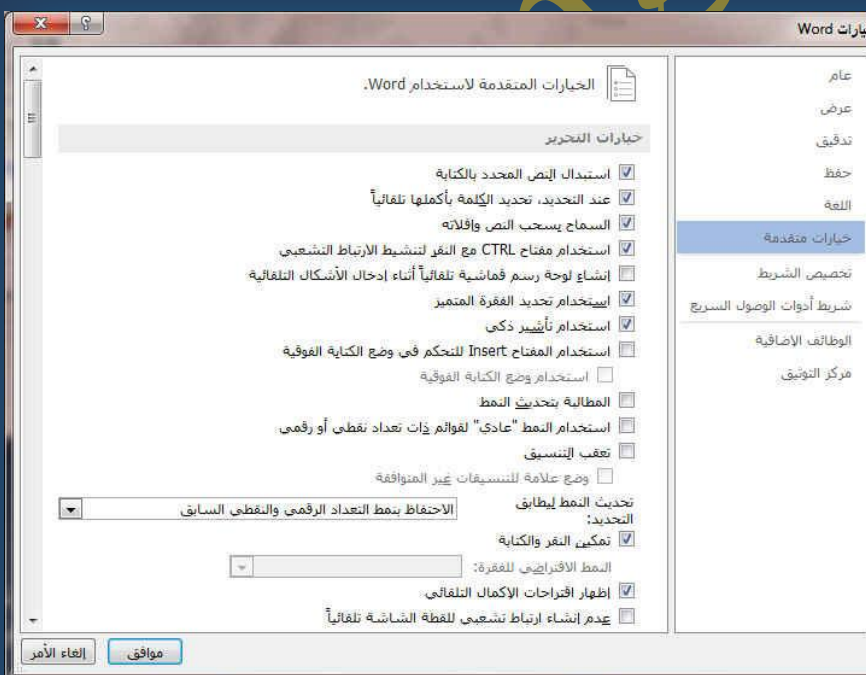 يارات Word
عام
عرض
تدقيق
حفظ
اللغة
خيارات متقدمة
تخصيص الشريط
شريط أدوات الوصول السريع
الوظائف الإضافية
مركز التوثيق
الخيارات المتقدمة لاستخدام Word.
خيارات التحرير
استبدال النص المحدد بالكتابة
عند التحديد، تحديد الكلمة بأكملها تلقائياً
السماح بسحب النص وإفلاته
استخدام مفتاح CTRL مع النقر لتنشيط الارتباط التشعبي
إنشاء لوحة رسم قماشية تلقائياً أثناء إدخال الأشكال التلقائية
استخدام تحديد الفقرة المتميز
استخدام تأشير ذكي
استخدام المفتاح Insert للتحكم في وضع الكتابة الفوقية
استخدام وضع الكتابة الفوقية
المطالبة بتحديث النمط
استخدام النمط "عادي" لقوائم ذات تعداد نقطي أو رقمي
تعقب التنسيق
وضع علامة للتنسيقات غير المتوافقة
تحديث النمط ليطابق التحديد: الاحتفاظ بنمط التعداد الرقمي والنقطي السابق
تمكين النقر والكتابة
النمط الافتراضي للفقرة:
إظهار اقتراحات الإكمال التلقائي
عدم إنشاء ارتباط تشعبي للقطة الشاشة تلقائياً
موافق إلغاء الأمر